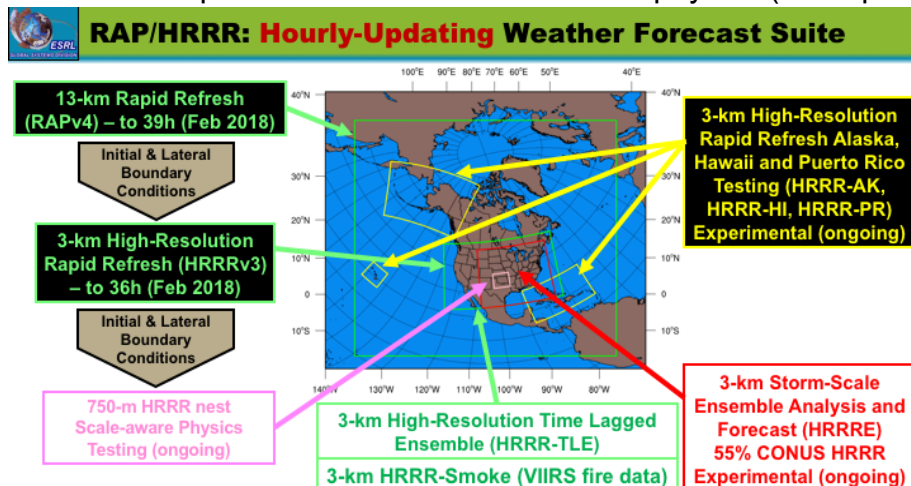 RAP/HRRR: Hourly-Updating Weather Forecast Suite
ESRL
GLOBAL SYSTEMS DIVISION
100°E 90°E 80°E 70°E 60°E 50°E 40°E
40°N
30°N
20°N
10°N
0
10°S
40°N
30°N
20°N
10°N
0
10°S
140°W 130°W 120°W 110°W 100°W 90°W 80°W
13-km Rapid Refresh
(RAPv4) – to 39h (Feb 2018)
Initial & Lateral
Boundary
Conditions
3-km High-Resolution
Rapid Refresh (HRRRv3)
– to 36h (Feb 2018)
Initial & Lateral
Boundary
Conditions
750-m HRRR nest
Scale-aware Physics
Testing (ongoing)
3-km High-Resolution Time Lagged
Ensemble (HRRR-TLE)
3-km HRRR-Smoke (VIIRS fire data)
3-km High-Resolution
Rapid Refresh Alaska,
Hawaii and Puerto Rico
Testing (HRRR-AK,
HRRR-HI, HRRR-PR)
Experimental (ongoing)
3-km Storm-Scale
Ensemble Analysis and
Forecast (HRRRE)
55% CONUS HRRR
Experimental (ongoing)